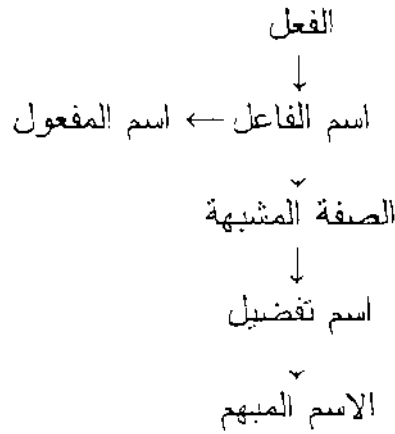 الفعل
اسم الفاعل ← اسم المفعول
الصفة المشبهة
اسم تفضيل
الاسم المبهم